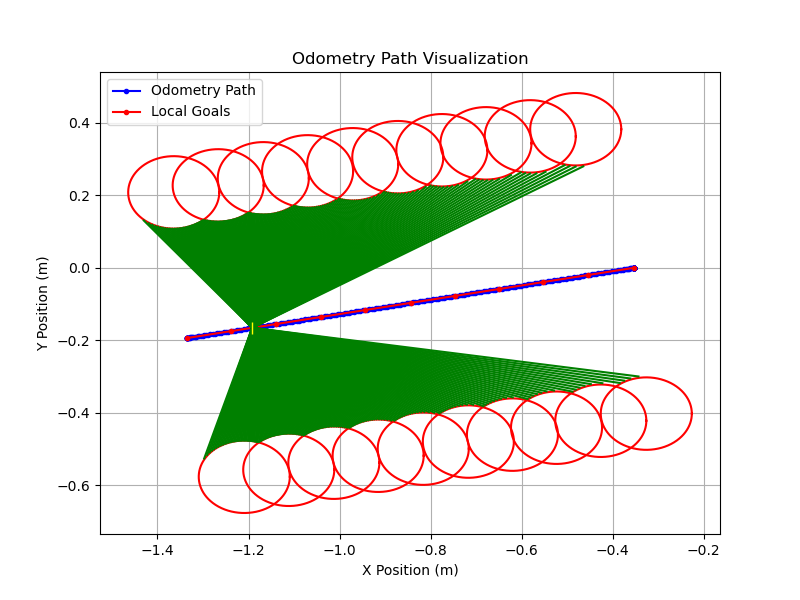 Odometry Path Visualization
Odometry Path
Local Goals
Y Position (m)
0.4
0.2
0.0
−0.2
−0.4
−0.6
−1.4
−1.2
−1.0
−0.8
−0.6
−0.4
−0.2
X Position (m)